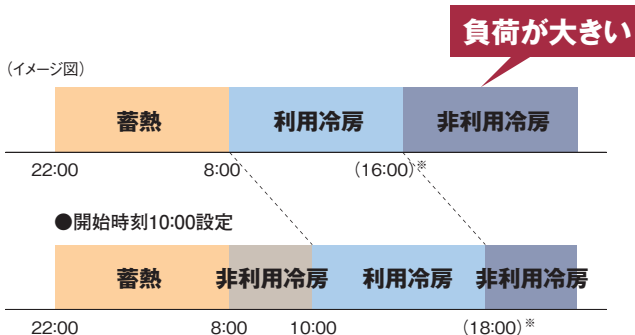 負荷が大きい
(イメージ図)
蓄熱 利用冷房 非利用冷房
22:00 8:00 (16:00)※
●開始時刻10:00設定
蓄熱 非利用冷房 利用冷房 非利用冷房
22:00 8:00 10:00 (18:00)※